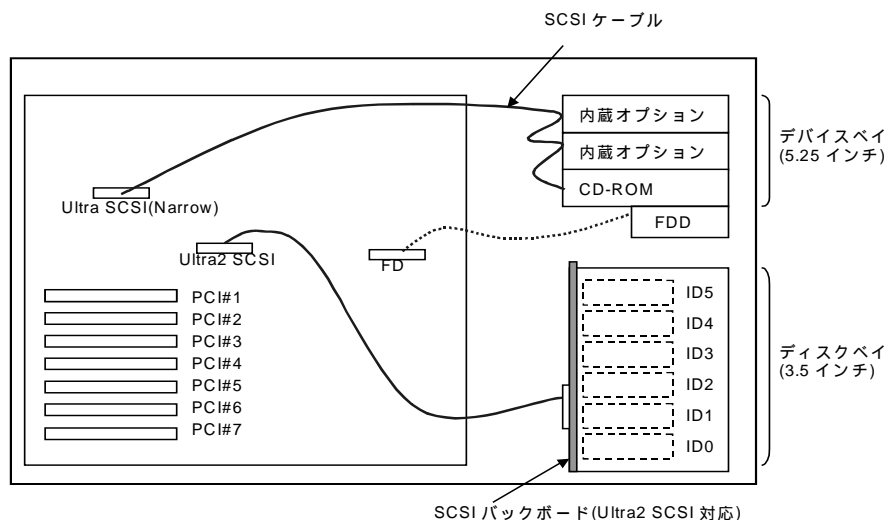 SCSI ケーブル
内蔵オプション
内蔵オプション
CD-ROM
デバイスベイ
(5.25 インチ)
Ultra SCSI(Narrow)
FDD
Ultra2 SCSI
FD
PCI#1
PCI#2
PCI#3
PCI#4
PCI#5
PCI#6
PCI#7
ID5
ID4
ID3
ID2
ID1
ID0
ディスクベイ
(3.5 インチ)
SCSI バックボード(Ultra2 SCSI 対応)